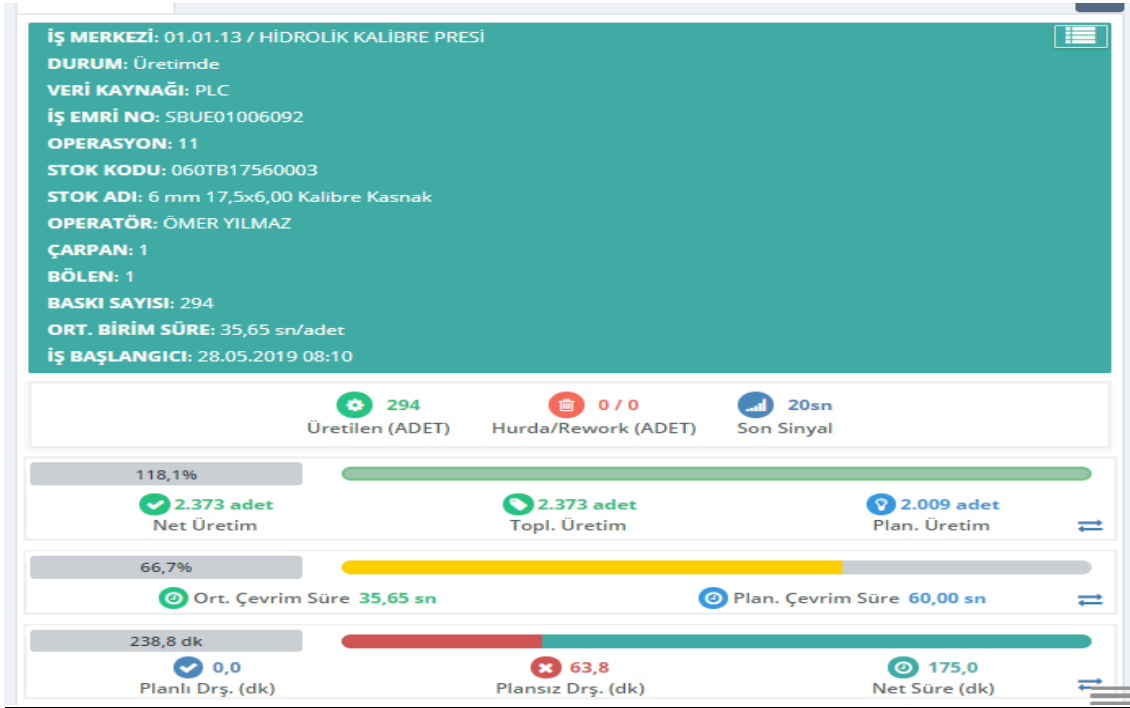 İŞ MERKEZİ: 01.01.13 / HİDROLİK KALİBRE PRESİ
DURUM: Üretimde
VERİ KAYNAĞI: PLC
İŞ EMRİ NO: SBUE01006092
OPERASYON: 11
STOK KODU: 060TB17560003
STOK ADI: 6 mm 17,5x6,00 Kalibre Kasnak
OPERATÖR: ÖMER YILMAZ
ÇARPAN: 1
BÖLEN: 1
BASKI SAYISI: 294
ORT. BİRİM SÜRE: 35,65 sn/adet
İŞ BAŞLANGICI: 28.05.2019 08:10
294 0 / 0 20sn
Üretilen (ADET) Hurda/Rework (ADET) Son Sinyal
118,1%
2.373 adet 2.373 adet 2.009 adet
Net Üretim Topl. Üretim Plan. Üretim
66,7%
Ort. Çevrim Süre 35,65 sn Plan. Çevrim Süre 60,00 sn
238,8 dk
0,0 63,8 175,0
Planlı Drş. (dk) Plansız Drş. (dk) Net Süre (dk)